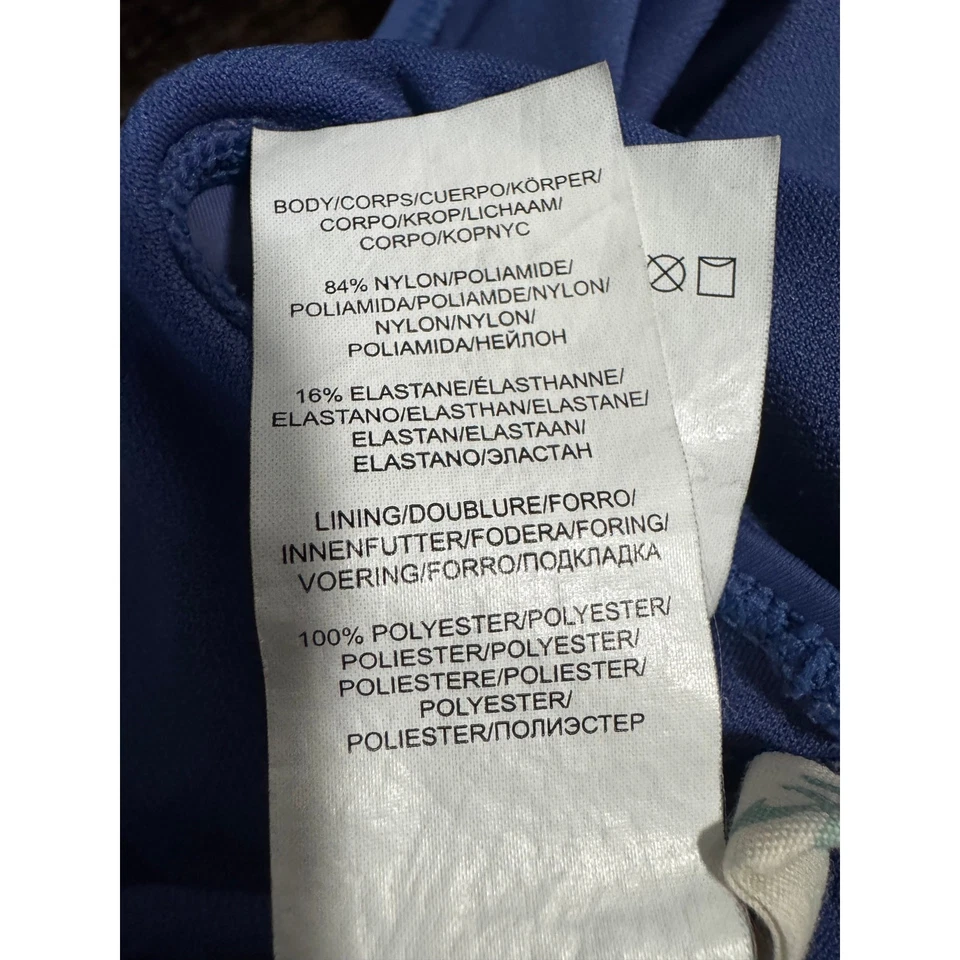 BODY/CORPS/CUERPO/KÖRPER/
CORPO/KROP/LICHAAM/
CORPO/KOPNYC
84% NYLON/POLIAMIDE/
POLIAMIDA/POLIAMDE/NYLON/
NYLON/NYLON/
POLIAMIDA/НЕЙЛОН
16% ELASTANE/ÉLASTHANNE/
ELASTANO/ELASTHAN/ELASTANE/
ELASTAN/ELASTAAN/
ELASTANO/ЭЛАСТАН
LINING/DOUBLURE/FORRO/
INNENFUTTER/FODERA/FORING/
VOERING/FORRO/ПОДКЛАДКА
100% POLYESTER/POLYESTER/
POLIESTER/POLYESTER/
POLIESTERE/POLIESTER/
POLYESTER/
POLIESTER/ПОЛИЭСТЕР